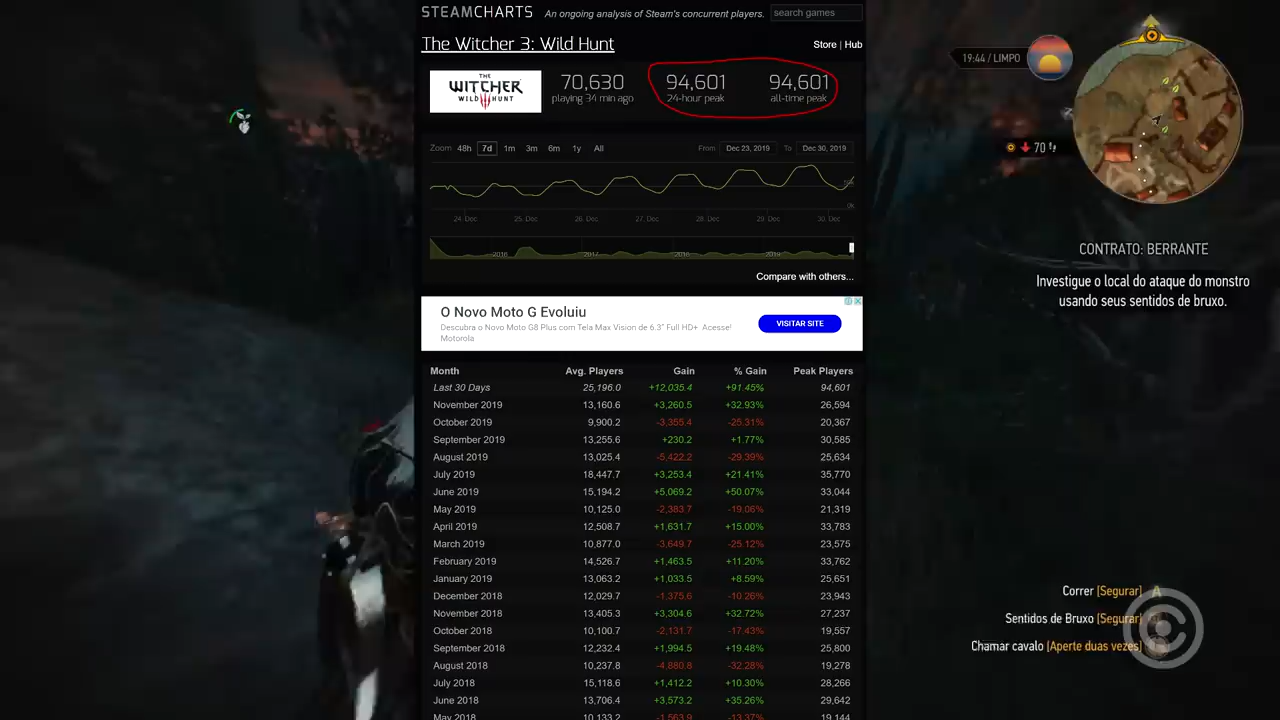 STEAMCHARTS An ongoing analysis of Steam's concurrent players. search games
The Witcher 3: Wild Hunt Store | Hub
THE
WITCHER
WILD HUNT
70,630
playing 34 min ago
94,601
24-hour peak
94,601
all-time peak
Zoom 48h 7d 1m 3m 6m 1y All From Dec 23, 2019 To Dec 30, 2019
0k
24. Dec 25. Dec 26. Dec 27. Dec 28. Dec 29. Dec 30. Dec
2016 2017 2018 2019
Compare with others...
O Novo Moto G Evoluiu
Descubra o Novo Moto G8 Plus com Tela Max Vision de 6.3" Full HD+ Acesse!
Motorola
VISITAR SITE
Month Avg. Players Gain % Gain Peak Players
Last 30 Days 25,196.0 +12,035.4 +91.45% 94,601
November 2019 13,160.6 +3,260.5 +32.93% 26,594
October 2019 9,900.2 -3,355.4 -25.31% 20,367
September 2019 13,255.6 +230.2 +1.77% 30,585
August 2019 13,025.4 -5,422.2 -29.39% 25,634
July 2019 18,447.7 +3,253.4 +21.41% 35,770
June 2019 15,194.2 +5,069.2 +50.07% 33,044
May 2019 10,125.0 -2,383.7 -19.06% 21,319
April 2019 12,508.7 +1,631.7 +15.00% 33,783
March 2019 10,877.0 -3,649.7 -25.12% 23,575
February 2019 14,526.7 +1,463.5 +11.20% 33,762
January 2019 13,063.2 +1,033.5 +8.59% 25,651
December 2018 12,029.7 -1,375.6 -10.26% 23,943
November 2018 13,405.3 +3,304.6 +32.72% 27,237
October 2018 10,100.7 -2,131.7 -17.43% 19,557
September 2018 12,232.4 +1,994.5 +19.48% 25,800
August 2018 10,237.8 -4,880.8 -32.28% 19,278
July 2018 15,118.6 +1,412.2 +10.30% 28,266
June 2018 13,706.4 +3,573.2 +35.26% 29,642
May 2018 10,133.2 -1,563.9 -13.37% 19,144
19:44 / LIMPO
70
CONTRATO: BERRANTE
Investigue o local do ataque do monstro
usando seus sentidos de bruxo.
Correr [Segurar] A
Sentidos de Bruxo [Segurar]
Chamar cavalo [Aperte duas vezes]